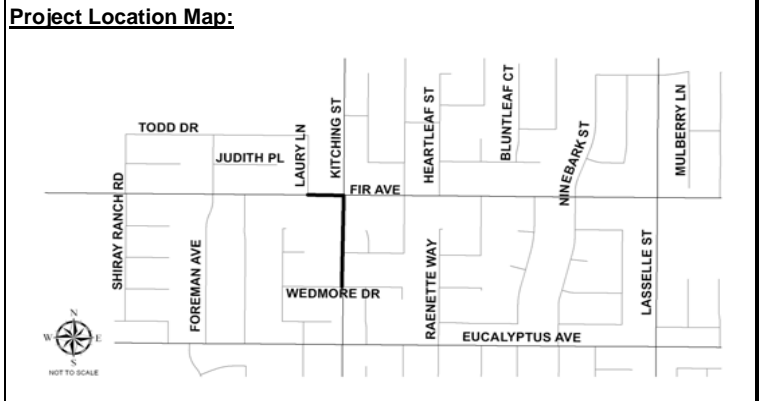 Project Location Map:
TODD DR
JUDITH PL
LAURY LN
KITCHING ST
HEARTLEAF ST
BLUNTLEAF CT
NINEBARK ST
MULBERRY LN
FIR AVE
SHIRAY RANCH RD
FOREMAN AVE
WEDMORE DR
RAENETTE WAY
LASSELLE ST
EUCALYPTUS AVE
N
W E
S
NOT TO SCALE